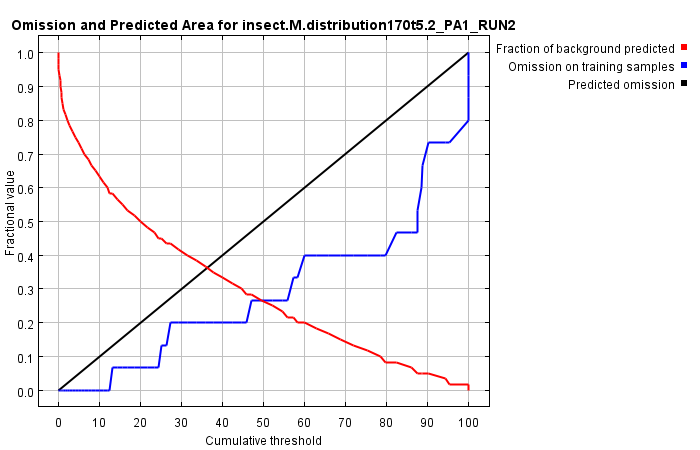 Omission and Predicted Area for insect.M.distribution170t5.2_PA1_RUN2
Fraction of background predicted
Omission on training samples
Predicted omission
1.0
0.9
0.8
0.7
0.6
0.5
0.4
0.3
0.2
0.1
0.0
Fractional value
0 10 20 30 40 50 60 70 80 90 100
Cumulative threshold